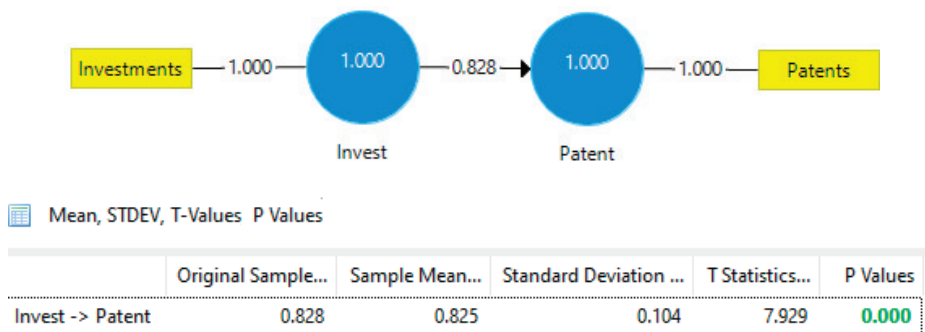 Investments 1.000 1.000 0.828 1.000 1.000 Patents
Invest Patent
Mean, STDEV, T-Values P Values
Original Sample... Sample Mean... Standard Deviation ... T Statistics... P Values
Invest -> Patent 0.828 0.825 0.104 7.929 0.000